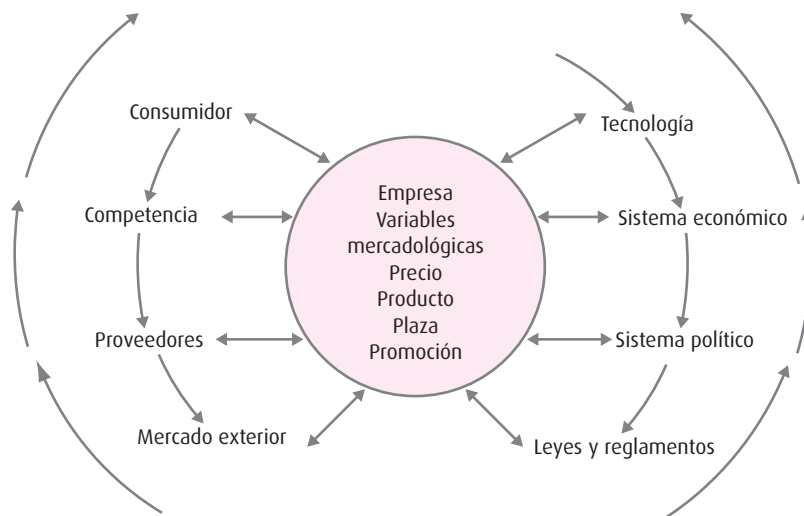 Consumidor
Tecnología
Competencia
Sistema económico
Empresa
Variables
mercadológicas
Precio
Producto
Plaza
Promoción
Proveedores
Sistema político
Mercado exterior
Leyes y reglamentos